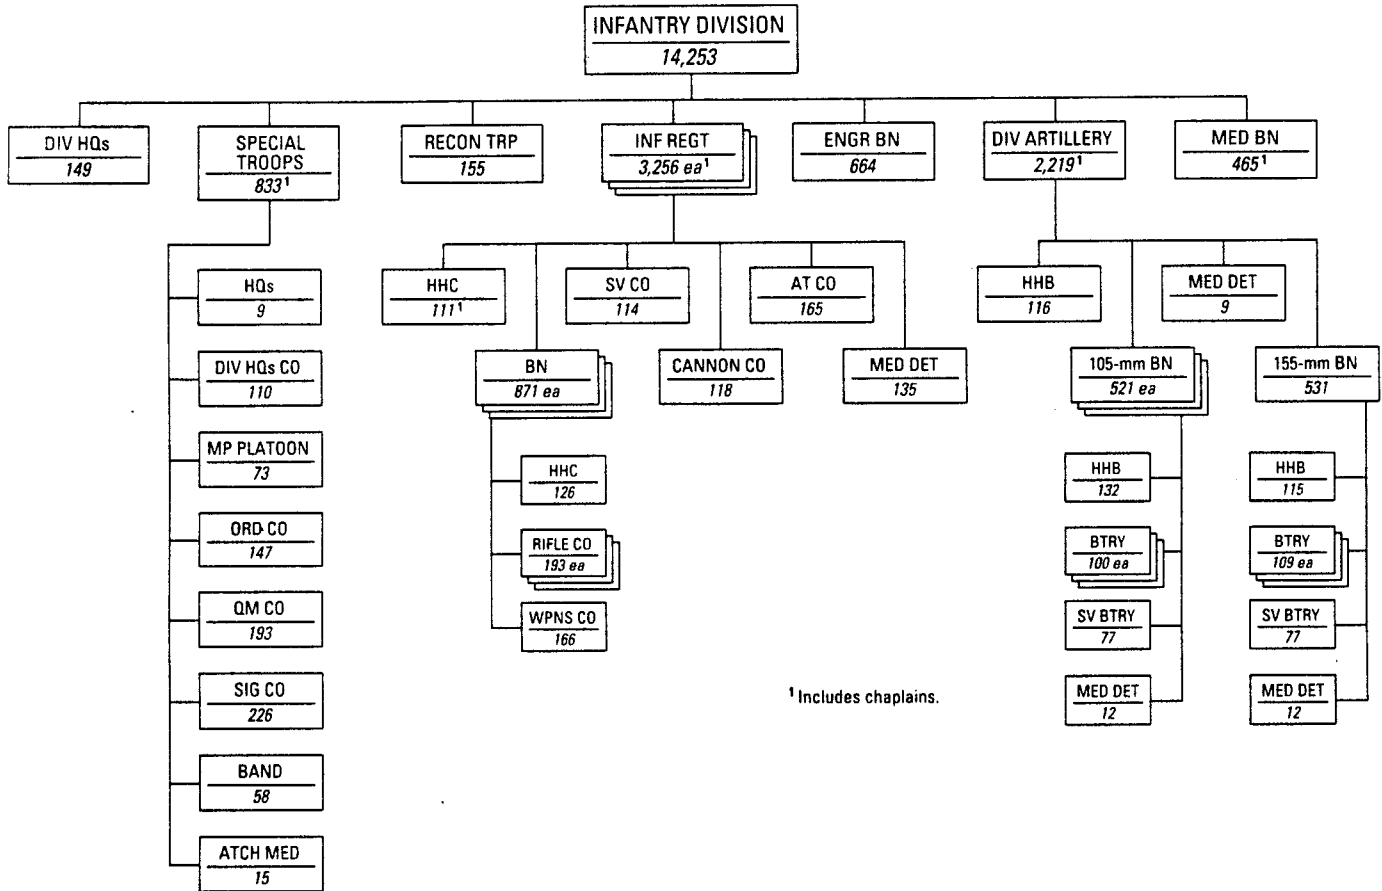 INFANTRY DIVISION
14,253
DIV HQs
149
SPECIAL
TROOPS
833¹
RECON TRP
155
INF REGT
3,256 ea¹
ENGR BN
664
DIV ARTILLERY
2,219¹
MED BN
465¹
HQs
9
DIV HQs CO
110
MP PLATOON
73
ORD CO
147
QM CO
193
SIG CO
226
BAND
58
ATCH MED
15
HHC
111¹
SV CO
114
AT CO
165
BN
871 ea
CANNON CO
118
MED DET
135
HHC
126
RIFLE CO
193 ea
WPNS CO
166
HHB
116
MED DET
9
105-mm BN
521 ea
155-mm BN
531
HHB
132
BTRY
100 ea
SV BTRY
77
MED DET
12
HHB
115
BTRY
109 ea
SV BTRY
77
MED DET
12
¹ Includes chaplains.